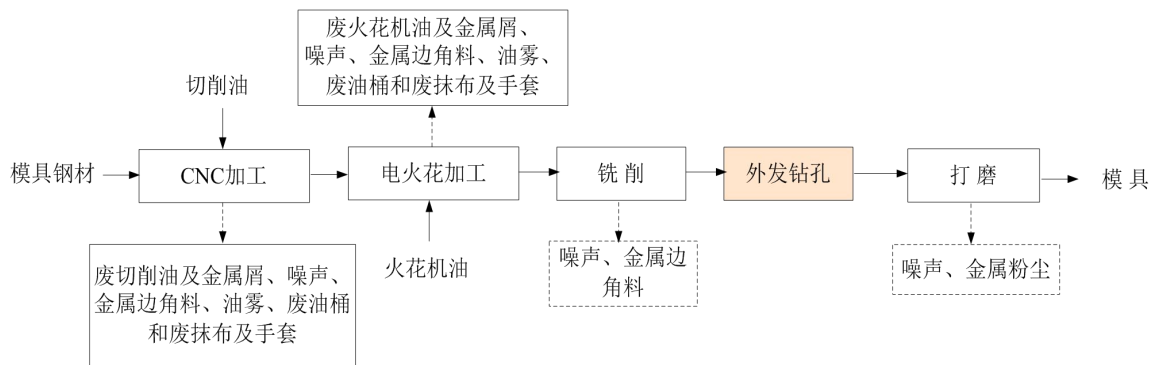 废火花机油及金属屑、
噪声、金属边角料、油雾、
废油桶和废抹布及手套
切削油
模具钢材
CNC加工
电火花加工
铣 削
外发钻孔
打 磨
模 具
废切削油及金属屑、噪声、
金属边角料、油雾、废油桶
和废抹布及手套
火花机油
噪声、金属边
角料
噪声、金属粉尘